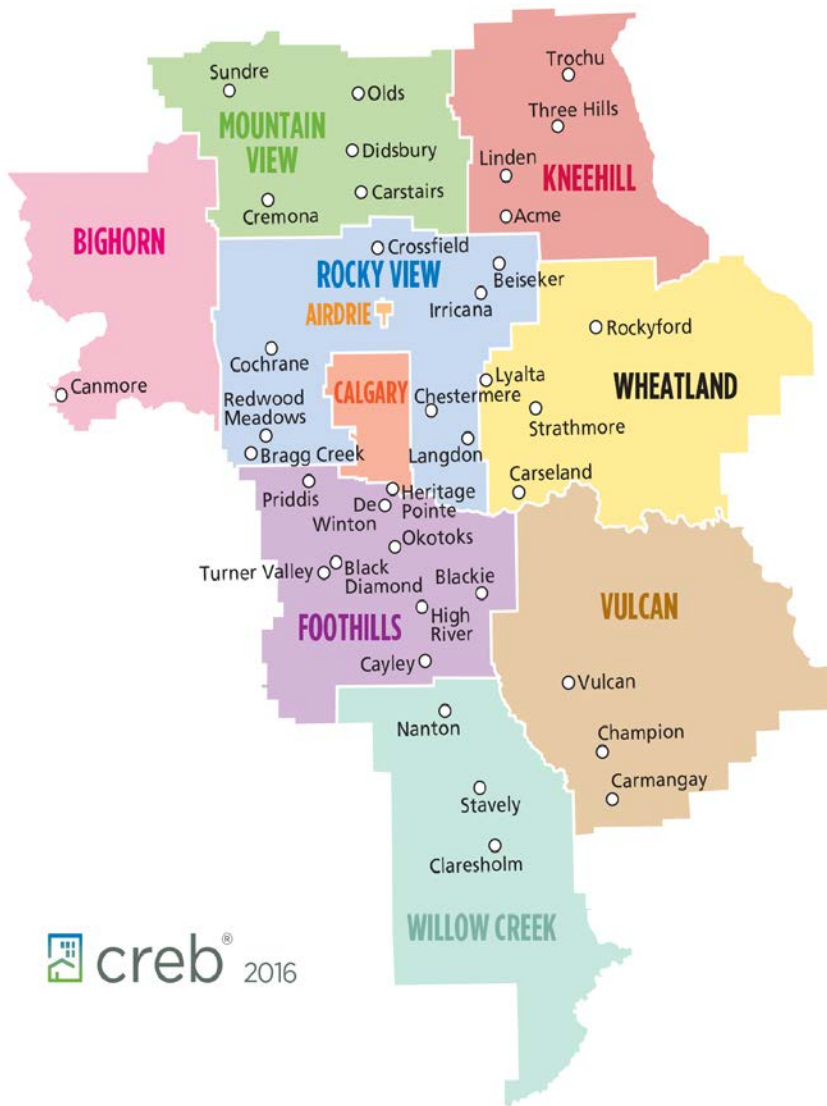 Sundre
Olds
MOUNTAIN
VIEW
Didsbury
Carstairs
Cremona
Trochu
Three Hills
Linden
KNEEHILL
Acme
BIGHORN
Canmore
Crossfield
ROCKY VIEW
Beiseker
Irricana
AIRDRIE
Cochrane
CALGARY
Redwood
Meadows
Bragg Creek
Chestermere
Langdon
Rockyford
Lyalta
WHEATLAND
Strathmore
Carseland
Priddis
Heritage
Pointe
De
Winton
Okotoks
Turner Valley
Black
Diamond
Blackie
FOOTHILLS
High
River
Cayley
VULCAN
Vulcan
Champion
Carmangay
Nanton
Stavely
Claresholm
WILLOW CREEK
creb® 2016